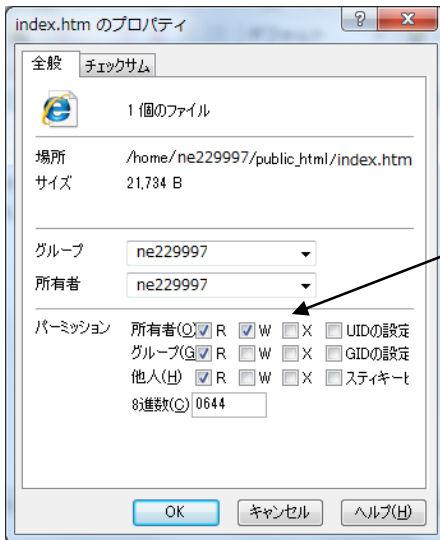 index.htm のプロパティ
全般 チェックサム
1 個のファイル
場所 /home/ne229997/public_html/index.htm
サイズ 21,734 B
グループ ne229997
所有者 ne229997
パーミッション 所有者(O) R W X UIDの設定
グループ(G R W X GIDの設定
他人(H) R W X スティキーヒ
8進数(C) 0644
OK キャンセル ヘルプ(H)